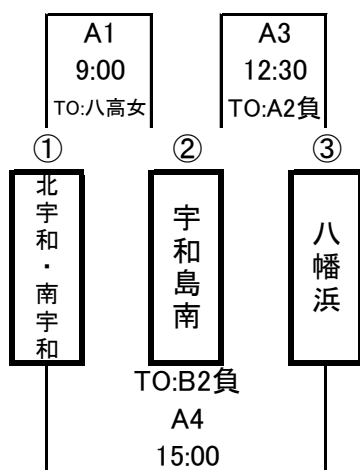 A1
9:00
TO:八高女
A3
12:30
TO:A2負
①
②
③
北宇和・南宇和
宇和島南
八幡浜
TO:B2負
A4
15:00